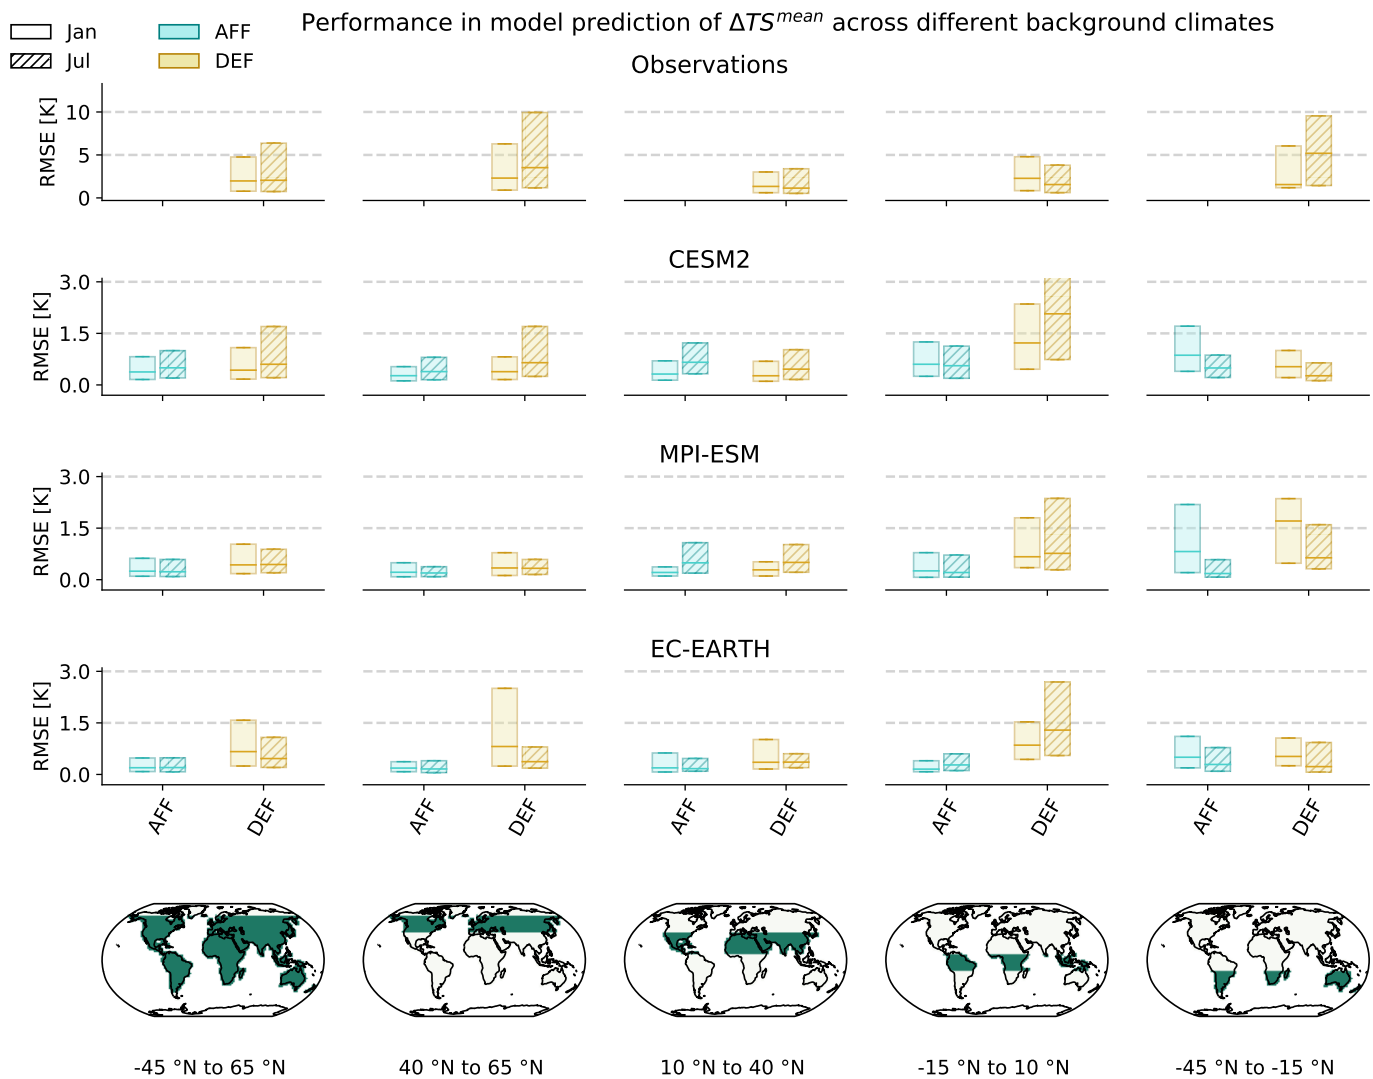 Performance in model prediction of ΔTS^mean across different background climates
Jan
AFF
Jul
DEF
Observations
RMSE [K]
10
5
0
CESM2
RMSE [K]
3.0
1.5
0.0
MPI-ESM
RMSE [K]
3.0
1.5
0.0
EC-EARTH
RMSE [K]
3.0
1.5
0.0
AFF DEF AFF DEF AFF DEF AFF DEF AFF DEF
-45 °N to 65 °N 40 °N to 65 °N 10 °N to 40 °N -15 °N to 10 °N -45 °N to -15 °N